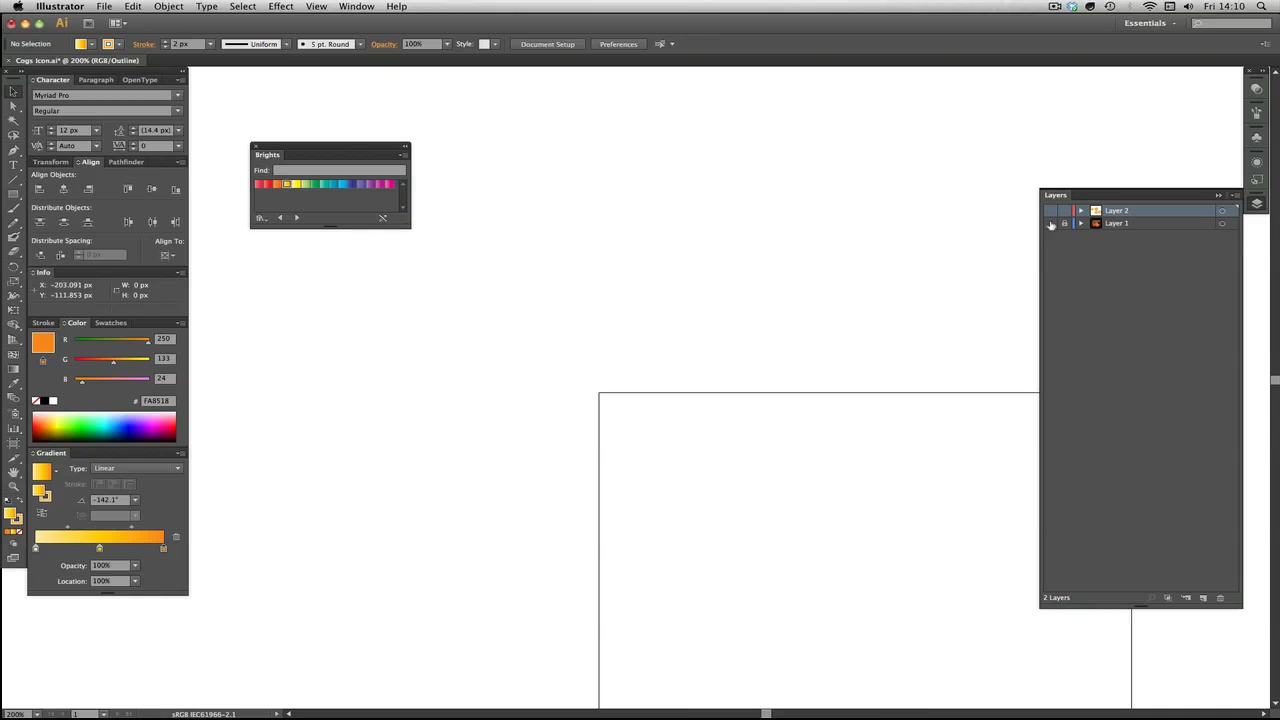 Illustrator File Edit Object Type Select Effect View Window Help Fri 14:10
Ai Essentials
No Selection Stroke: 2 px Uniform 5 pt. Round Opacity: 100% Style: Document Setup Preferences
Cogs Icon.ai* @ 200% (RGB/Outline)
Character Paragraph OpenType
Myriad Pro
Regular
12 px (14.4 px)
Auto 0
Transform Align Pathfinder
Align Objects:
Distribute Objects:
Distribute Spacing: Align To:
0 px
Info
X: -203.091 px W: 0 px
Y: -111.853 px H: 0 px
Stroke Color Swatches
R 250
G 133
B 24
# FA8518
Gradient
Type: Linear
Stroke:
-142.1°
Opacity: 100%
Location: 100%
Brights
Find:
Layers
Layer 2
Layer 1
2 Layers
200% 1 sRGB IEC61966-2.1